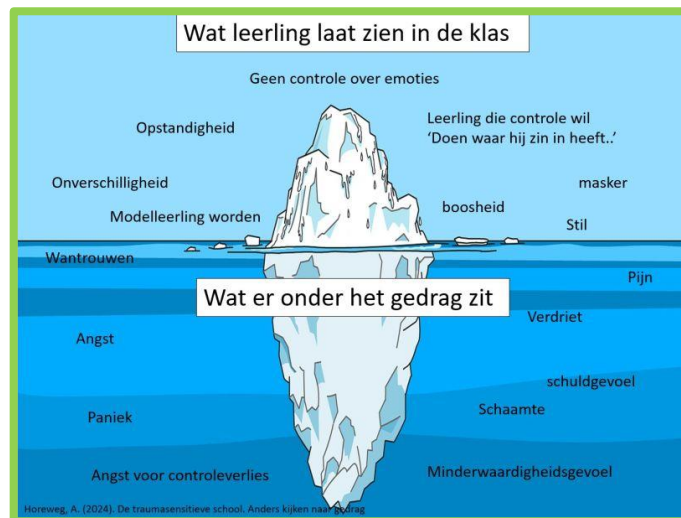 Wat leerling laat zien in de klas
Geen controle over emoties
Opstandigheid
Leerling die controle wil
‘Doen waar hij zin in heeft..’
Onverschilligheid
masker
Modelleerling worden
boosheid
Stil
Wantrouwen
Pijn
Wat er onder het gedrag zit
Verdriet
Angst
schuldgevoel
Schaamte
Paniek
Angst voor controleverlies
Minderwaardigheidsgevoel
Horeweg, A. (2024). De traumasensitieve school. Anders kijken naar gedrag